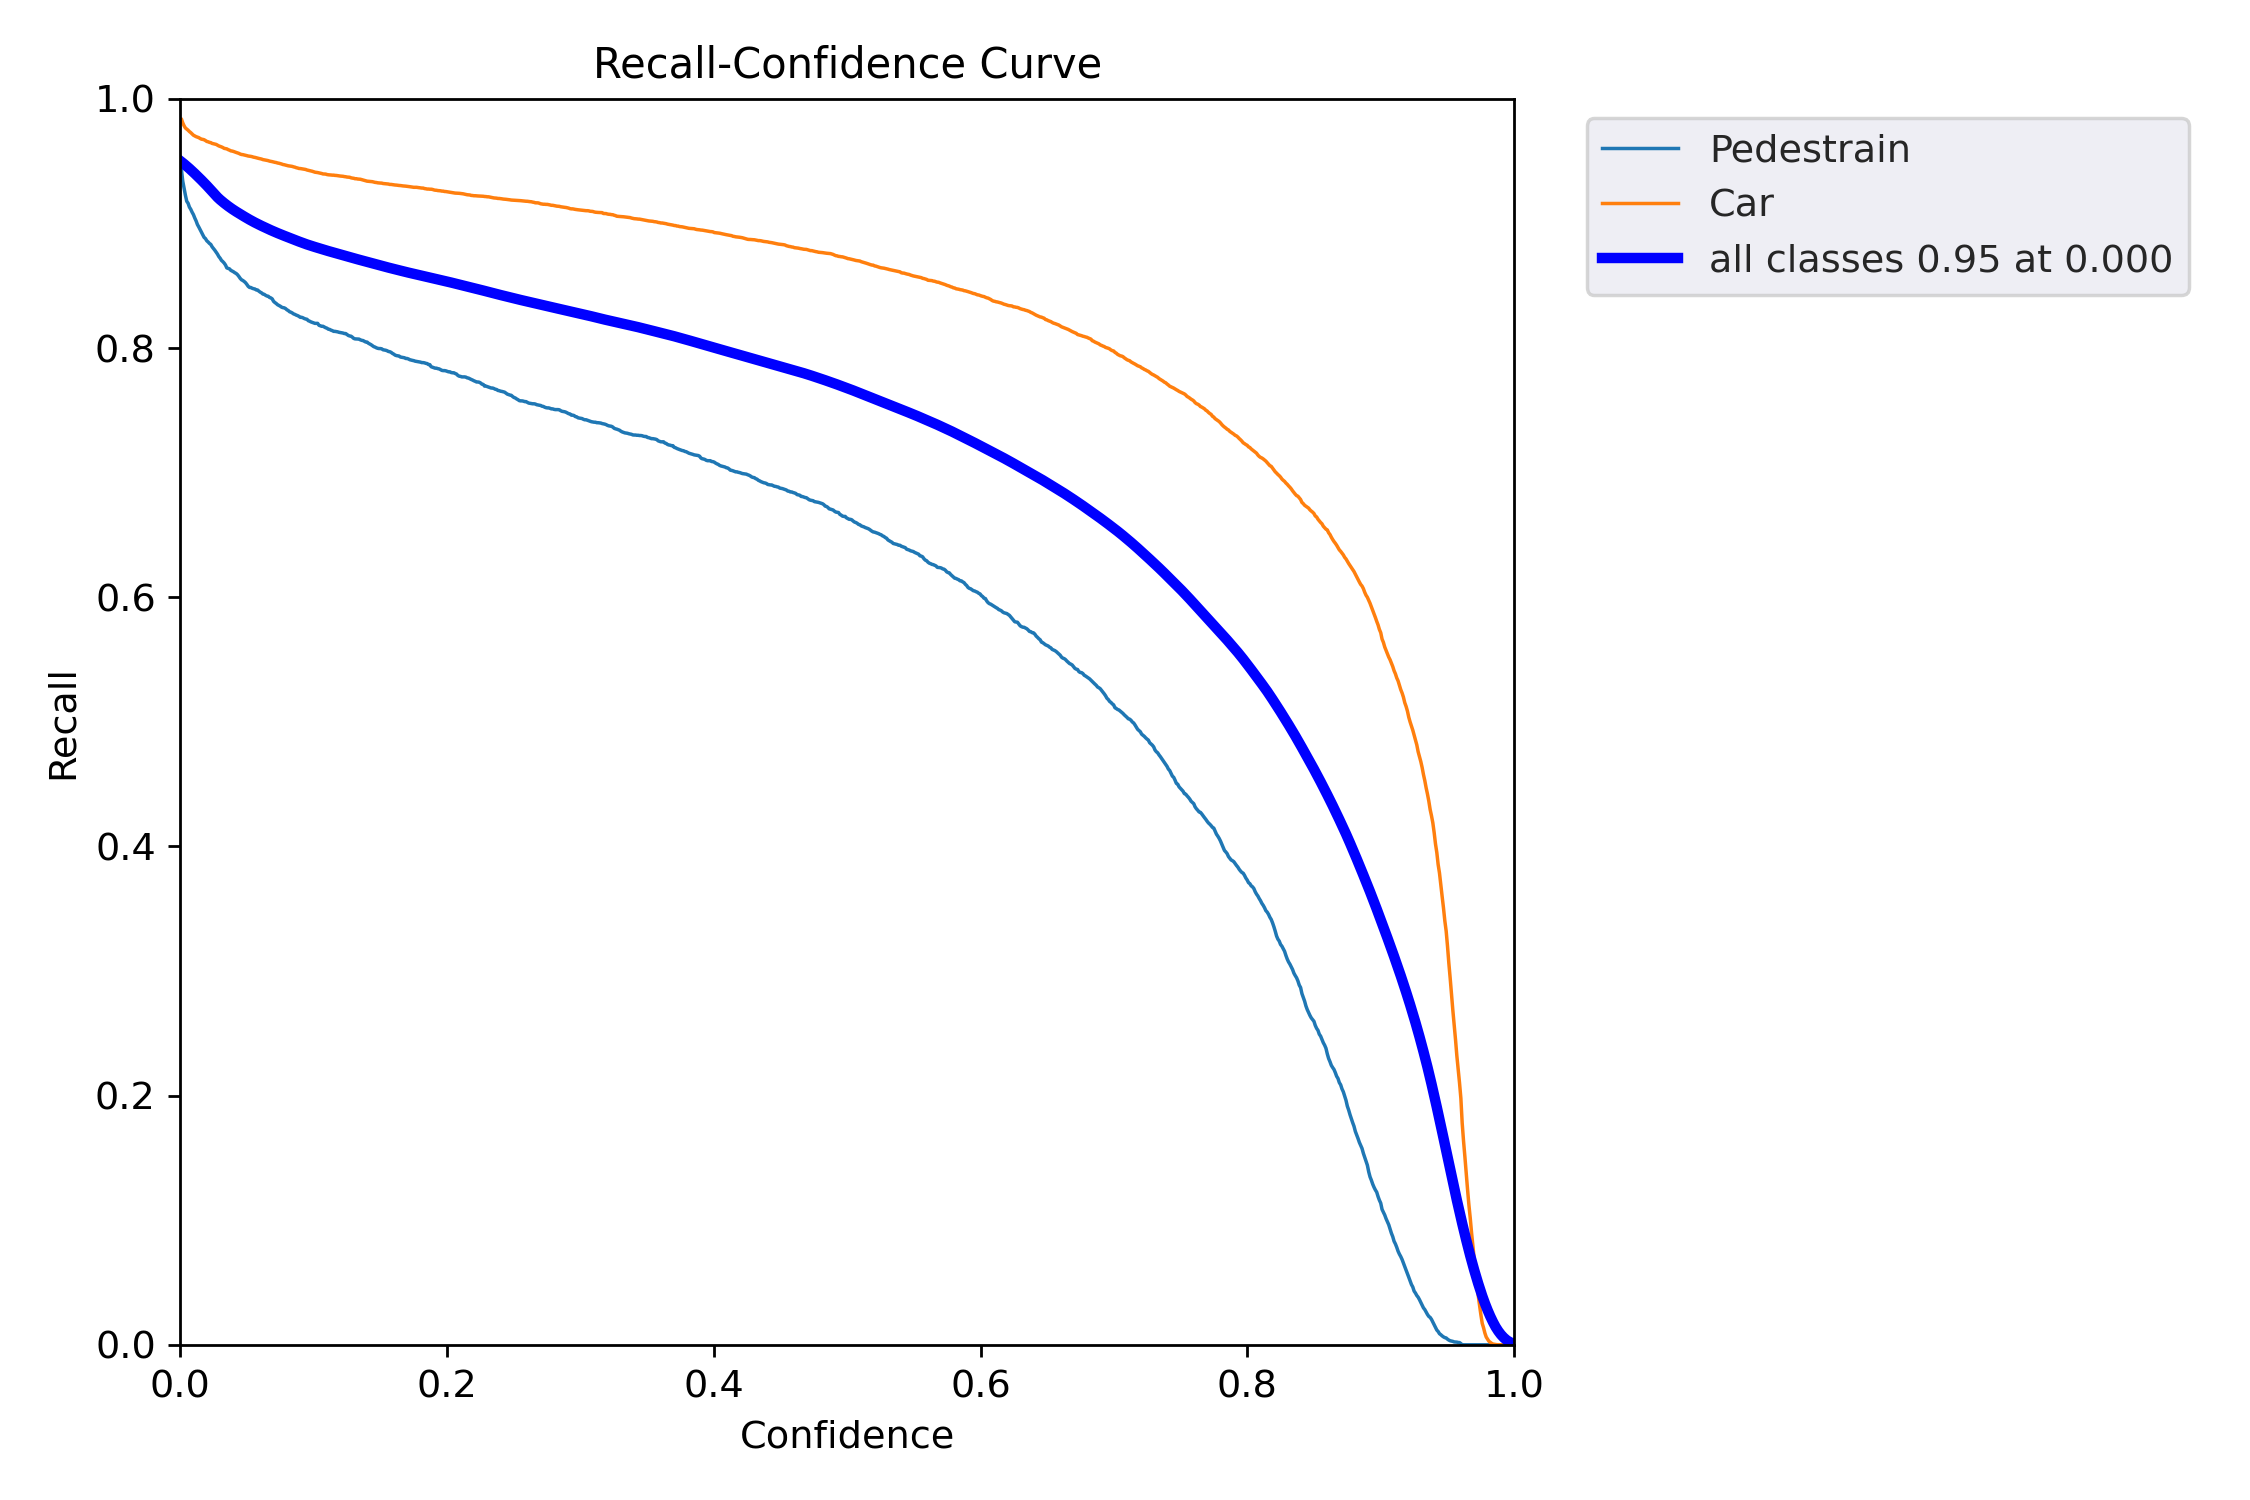 Recall-Confidence Curve
1.0
0.8
0.6
0.4
0.2
0.0
Recall
0.0 0.2 0.4 0.6 0.8 1.0
Confidence
Pedestrain
Car
all classes 0.95 at 0.000